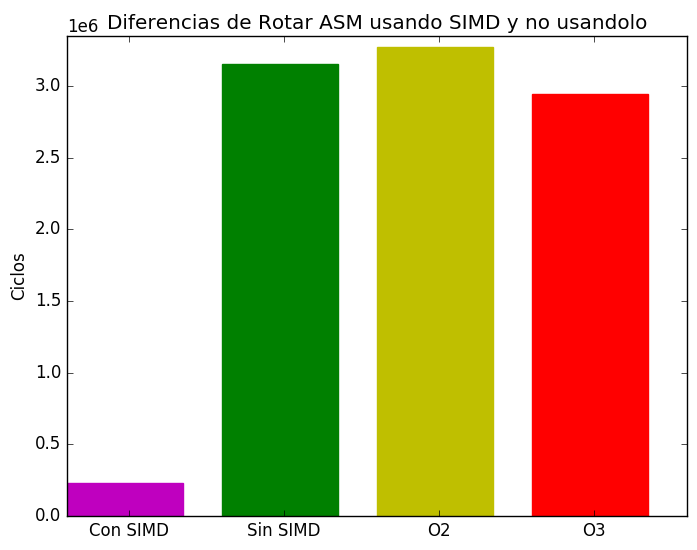 Diferencias de Rotar ASM usando SIMD y no usandolo
1e6
3.0
2.5
2.0
1.5
1.0
0.5
0.0
Ciclos
Con SIMD
Sin SIMD
O2
O3